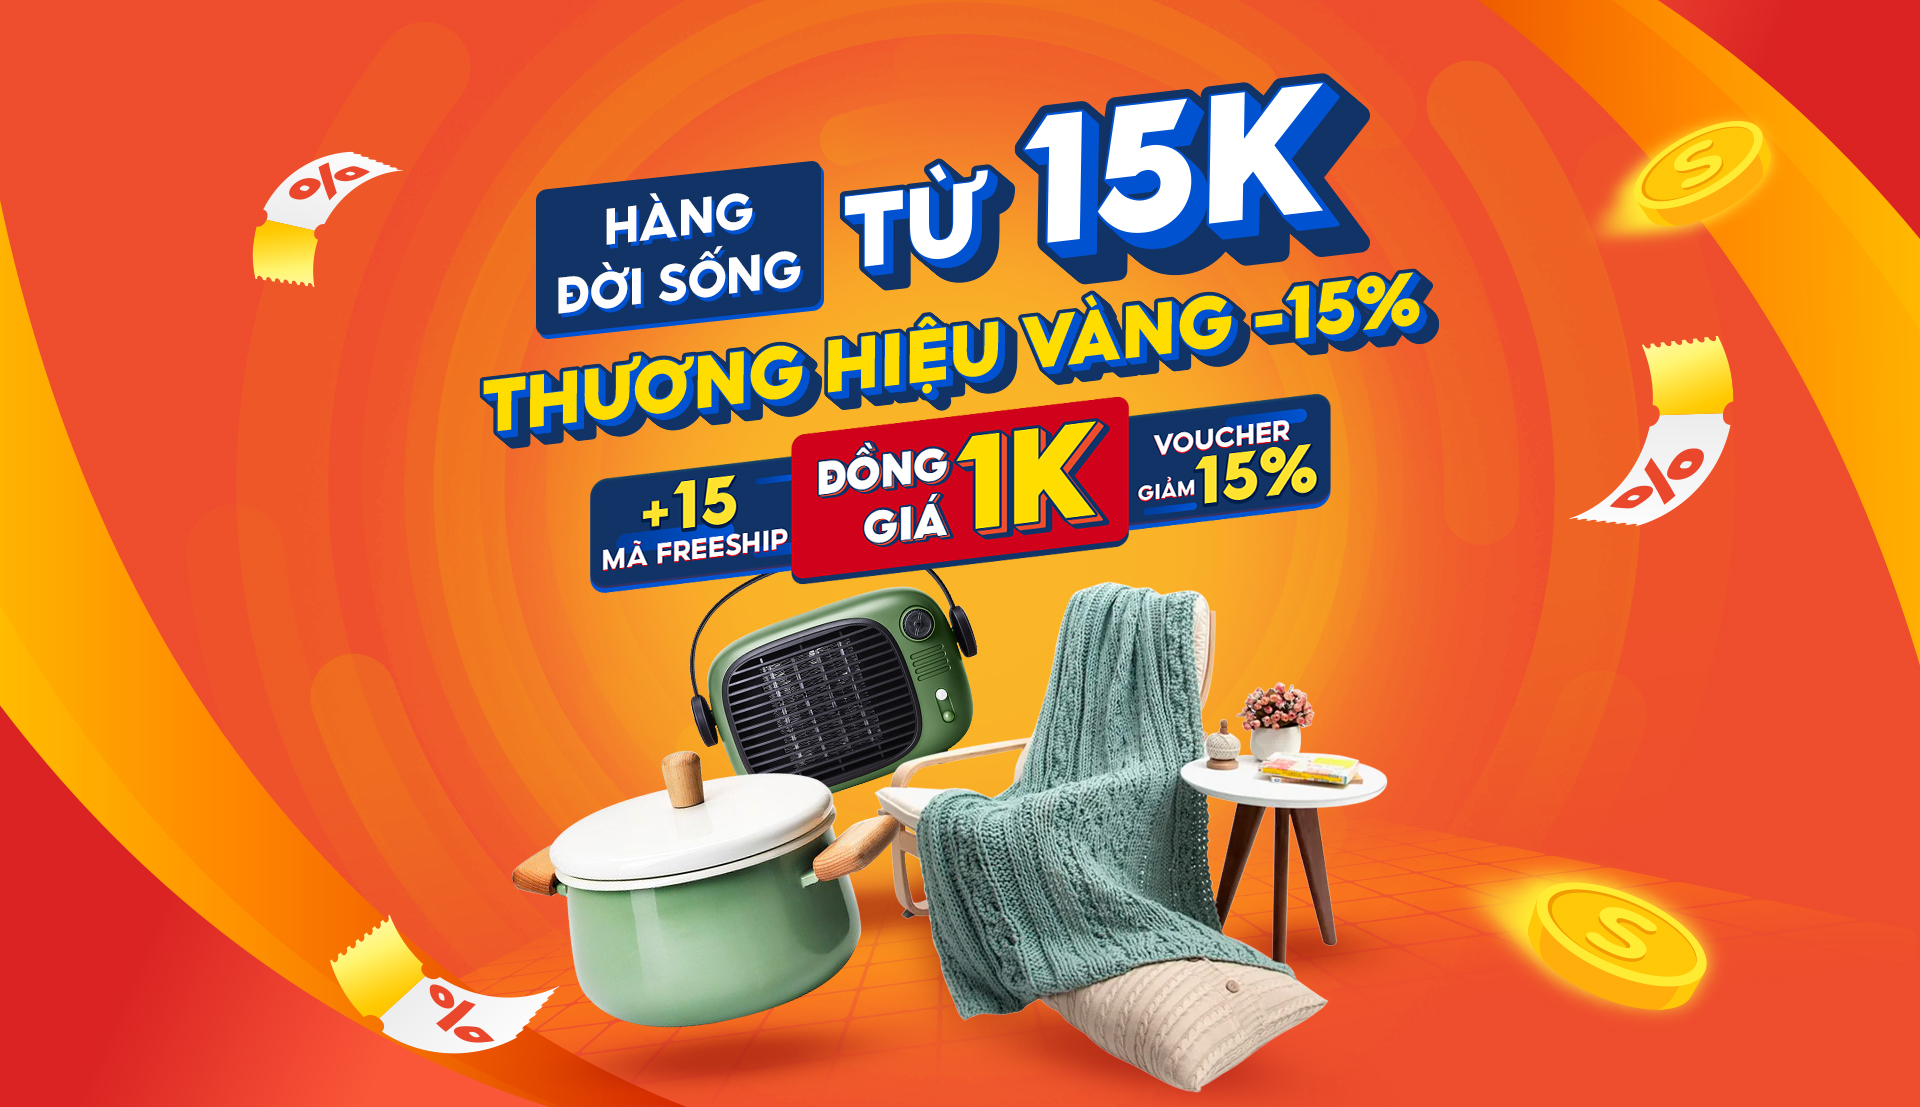 HÀNG
ĐỜI SỐNG
TỪ 15K
THƯƠNG HIỆU VÀNG -15%
+15
MÃ FREESHIP
ĐỒNG
GIÁ
1K
VOUCHER
GIẢM 15%
%
%
%
S
S